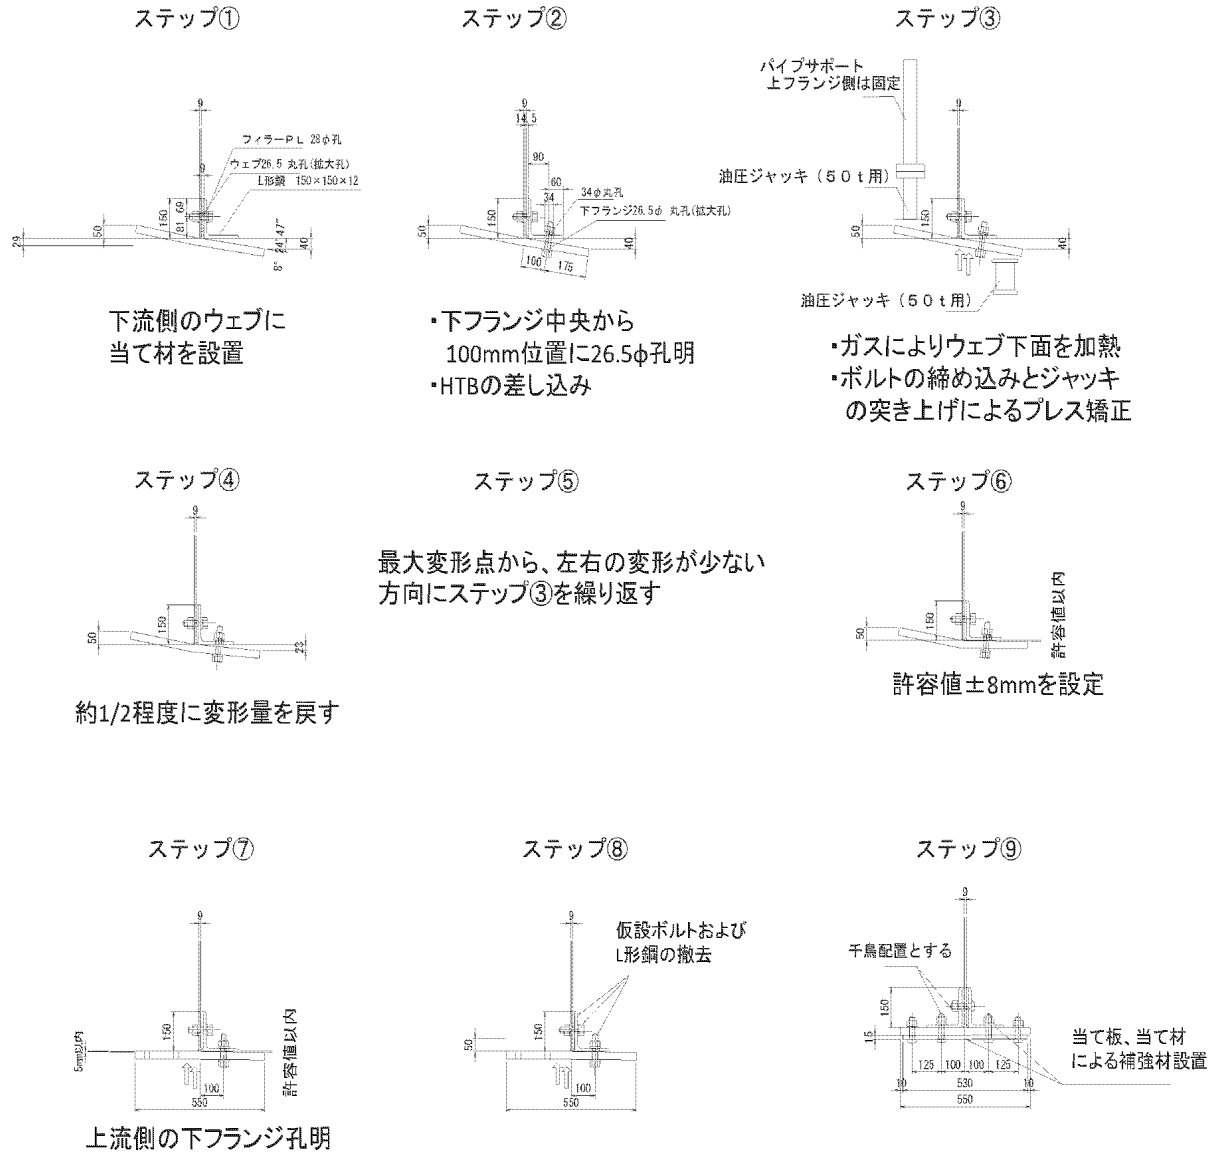 ステップ①
9
フィラーPL 28φ孔
ウェブ26.5 丸孔(拡大孔)
9
L形鋼 150×150×12
150
69
81
50
29
40
8° 24' 47"
下流側のウェブに
当て材を設置
ステップ②
9
14.5
90
60
34φ丸孔
34
下フランジ26.5φ 丸孔(拡大孔)
150
50
40
100
175
・下フランジ中央から
100mm位置に26.5φ孔明
・HTBの差し込み
ステップ③
パイプサポート
上フランジ側は固定
9
油圧ジャッキ(50t用)
150
50
40
油圧ジャッキ(50t用)
・ガスによりウェブ下面を加熱
・ボルトの締め込みとジャッキ
の突き上げによるプレス矯正
ステップ④
9
150
50
23
約1/2程度に変形量を戻す
ステップ⑤
最大変形点から、左右の変形が少ない
方向にステップ③を繰り返す
ステップ⑥
9
150
50
許容値以内
許容値±8mmを設定
ステップ⑦
9
150
5mm以内
許容値以内
100
550
上流側の下フランジ孔明
ステップ⑧
9
仮設ボルトおよび
L形鋼の撤去
150
50
100
550
ステップ⑨
9
千鳥配置とする
150
15
当て板、当て材
による補強材設置
125
100
100
125
10
530
10
550